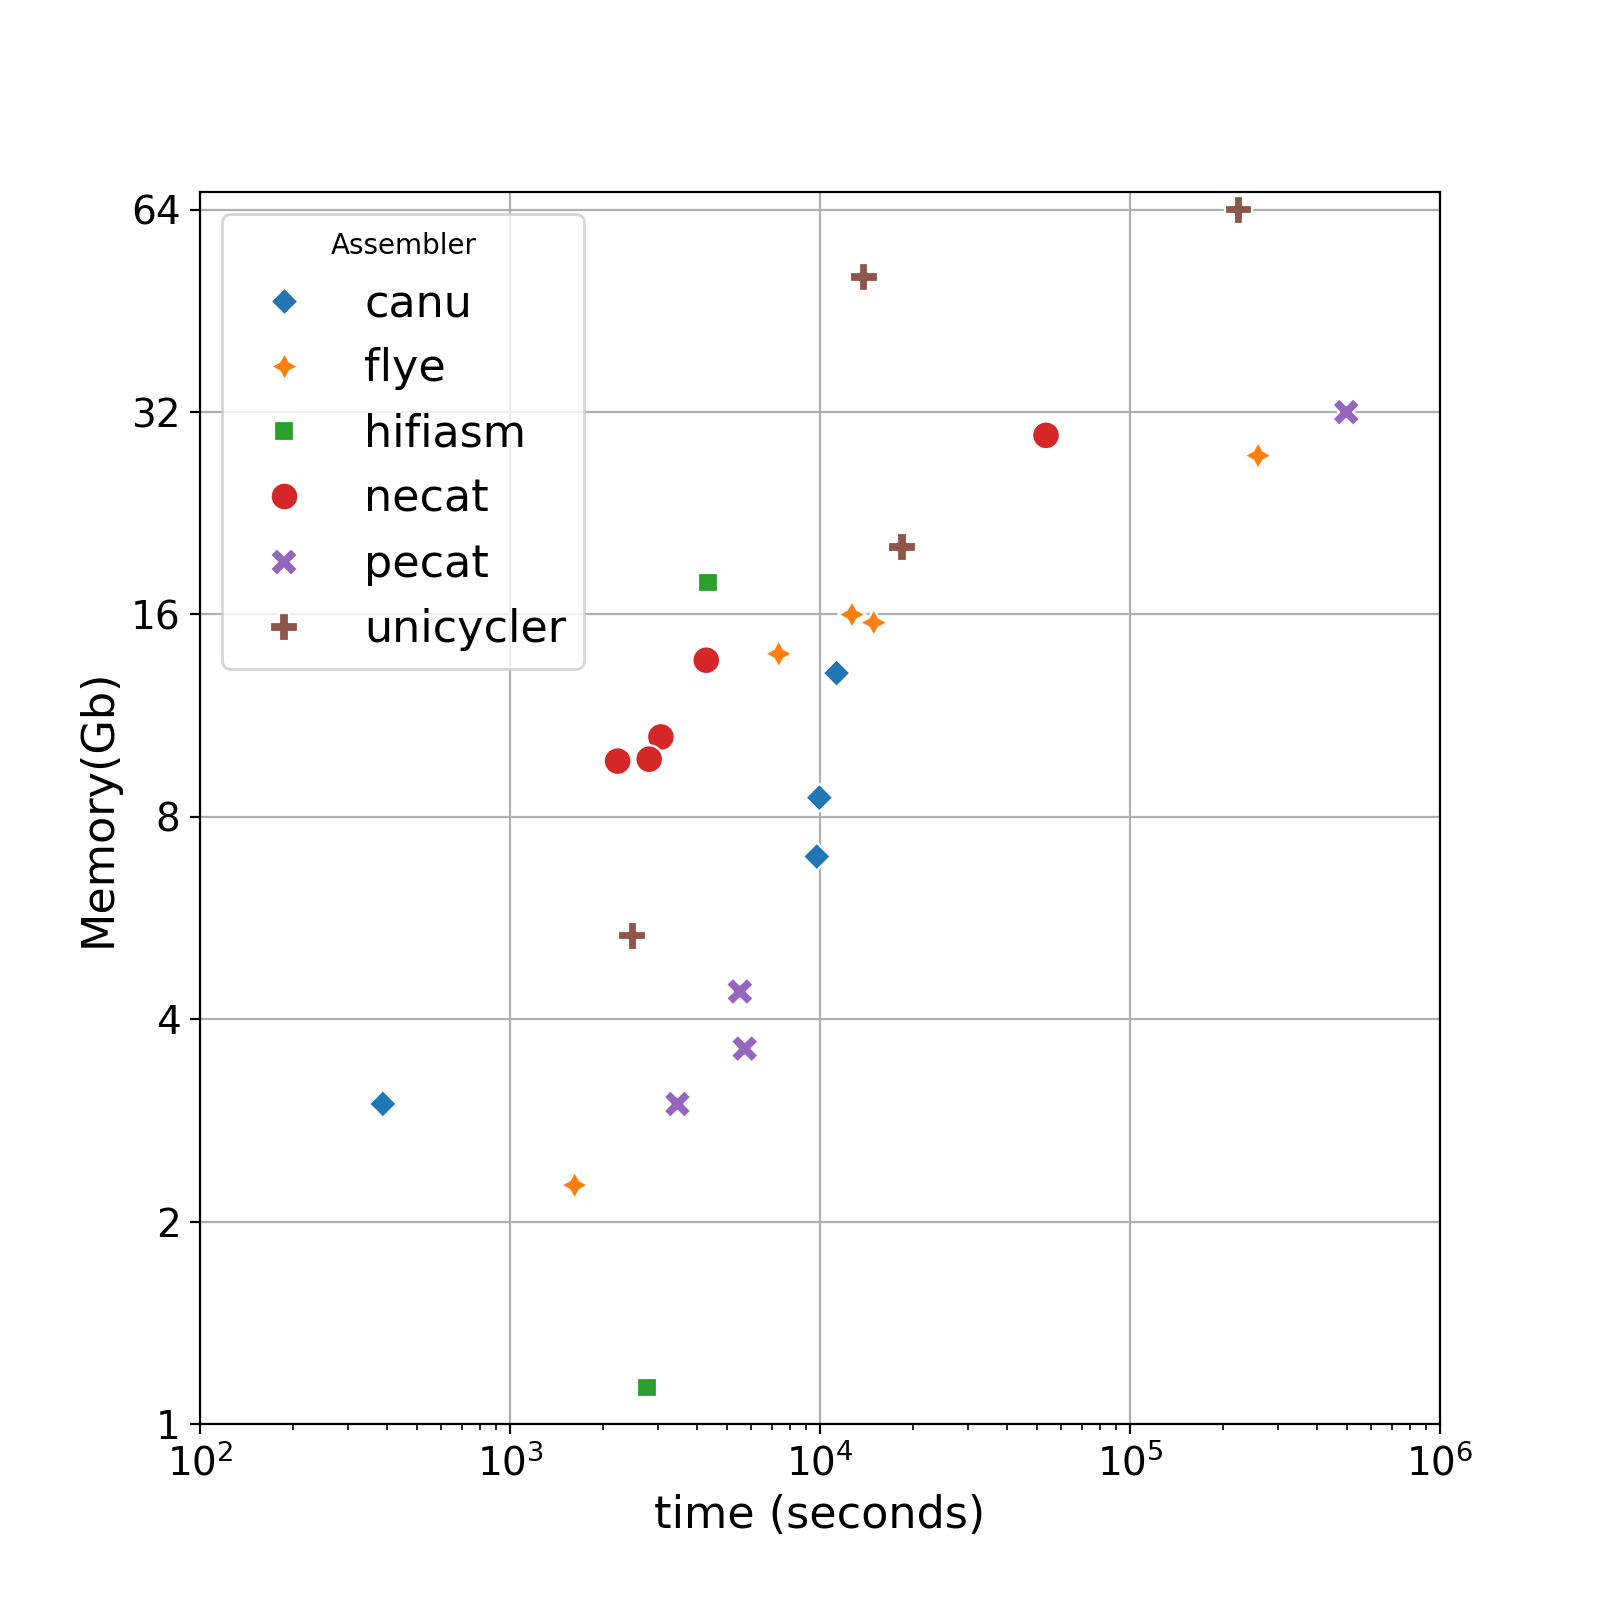 64
32
16
8
4
2
1
Memory(Gb)
Assembler
canu
flye
hifiasm
necat
pecat
unicycler
10² 10³ 10⁴ 10⁵ 10⁶
time (seconds)